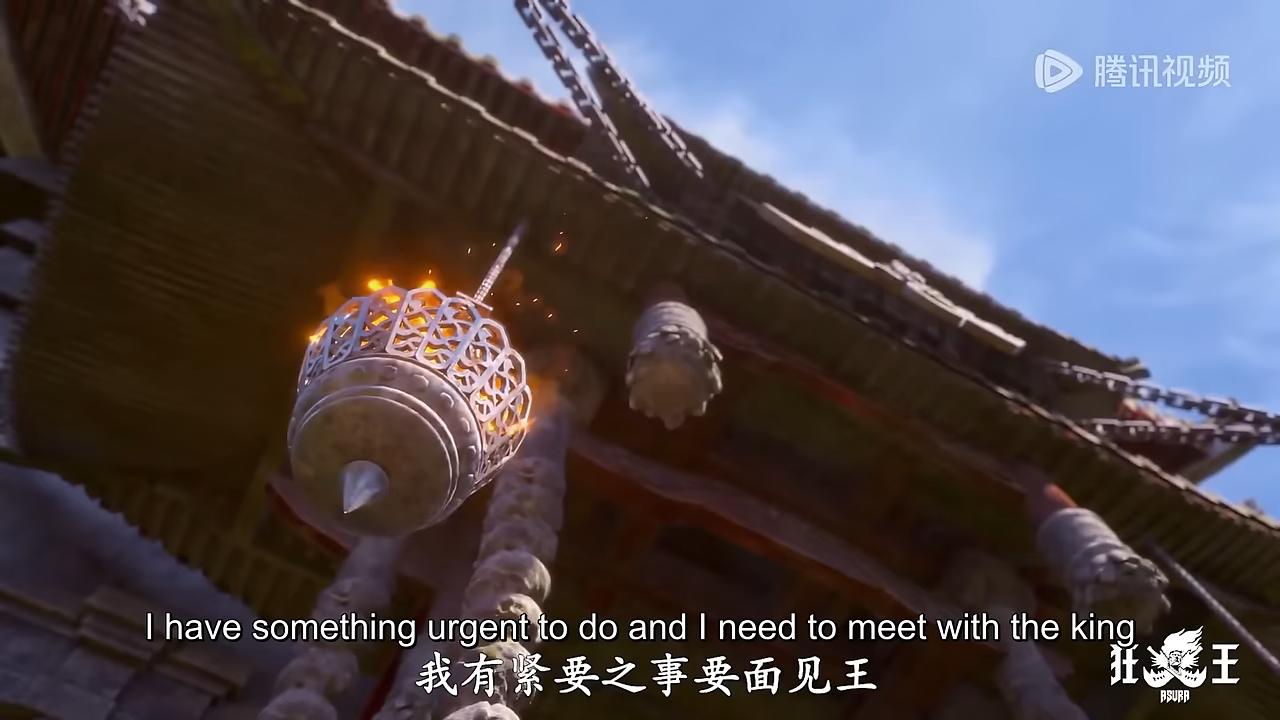 腾讯视频
I have something urgent to do and I need to meet with the king
我有紧要之事要面见王
狂王
ASURA